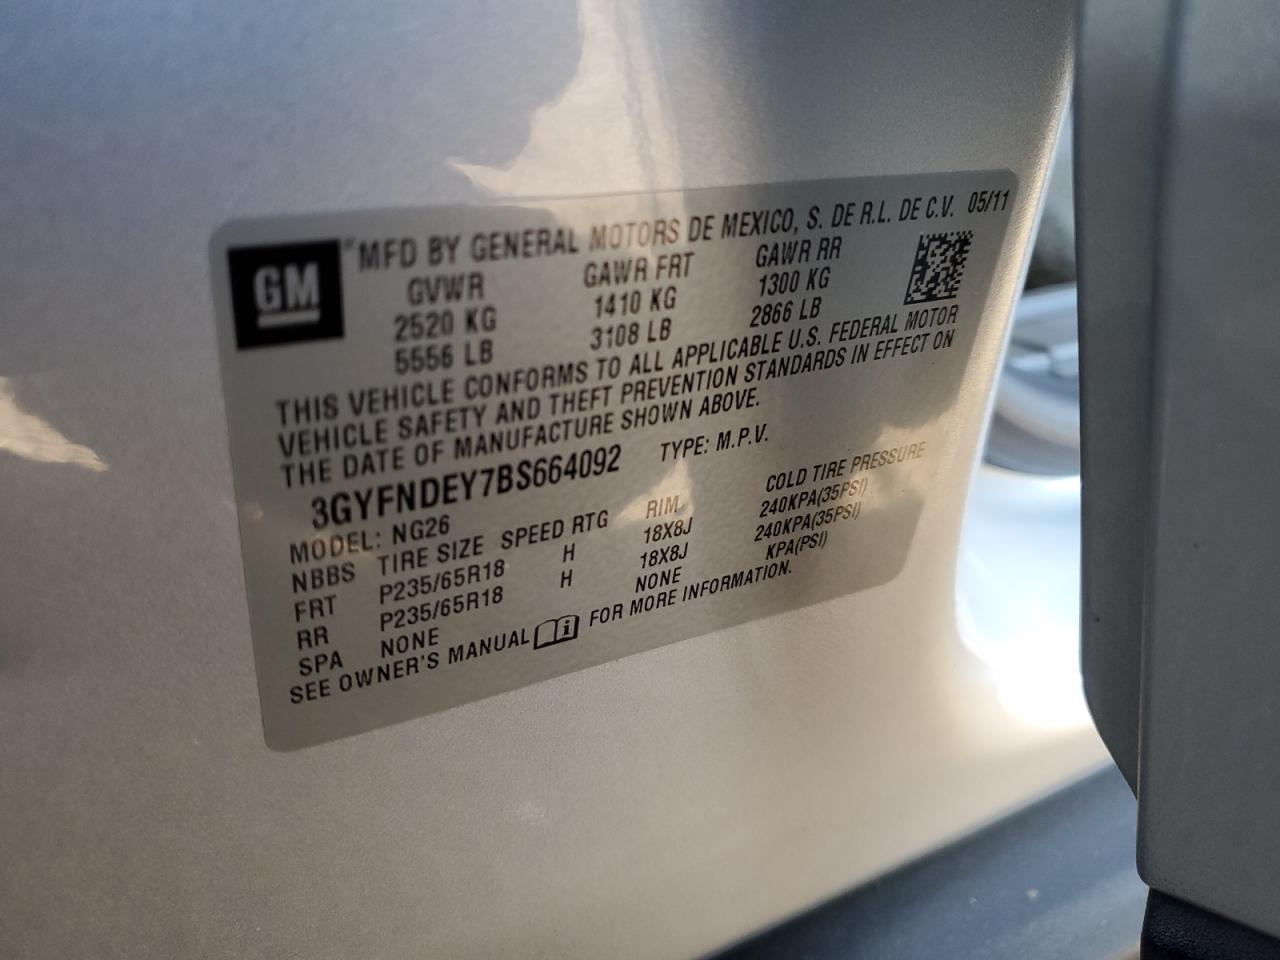 GM
® MFD BY GENERAL MOTORS DE MEXICO, S. DE R.L. DE C.V. 05/11
GVWR GAWR FRT GAWR RR
2520 KG 1410 KG 1300 KG
5556 LB 3108 LB 2866 LB
THIS VEHICLE CONFORMS TO ALL APPLICABLE U.S. FEDERAL MOTOR
VEHICLE SAFETY AND THEFT PREVENTION STANDARDS IN EFFECT ON
THE DATE OF MANUFACTURE SHOWN ABOVE.
3GYFNDEY7BS664092 TYPE: M.P.V.
MODEL: NG26
NBBS TIRE SIZE SPEED RTG RIM COLD TIRE PRESSURE
FRT P235/65R18 H 18X8J 240KPA(35PSI)
RR P235/65R18 H 18X8J 240KPA(35PSI)
SPA NONE NONE KPA(PSI)
SEE OWNER'S MANUAL i FOR MORE INFORMATION.